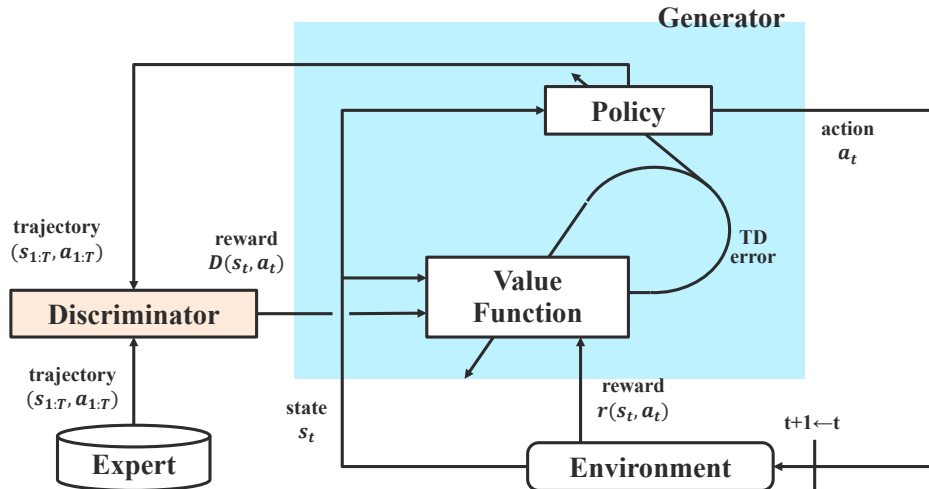 Generator
Policy
action
a_t
trajectory
(s_{1:T}, a_{1:T})
reward
D(s_t, a_t)
TD
error
Value
Function
Discriminator
trajectory
(s_{1:T}, a_{1:T})
reward
r(s_t, a_t)
state
s_t
t+1←t
Expert
Environment